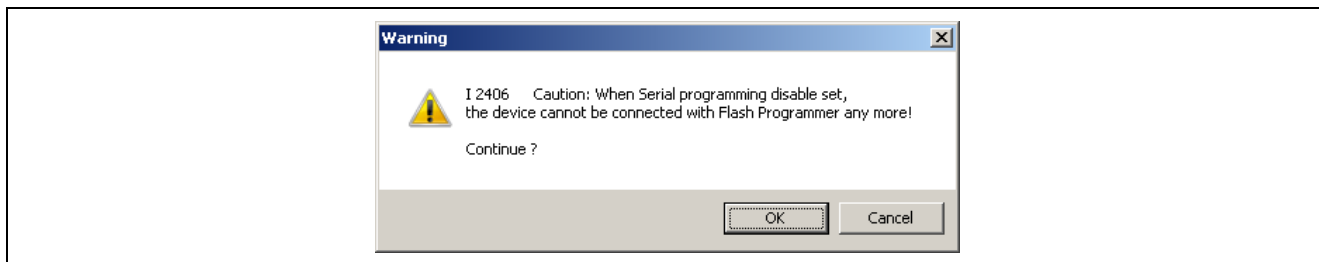 Warning
I 2406 Caution: When Serial programming disable set,
the device cannot be connected with Flash Programmer any more!
Continue ?
OK Cancel